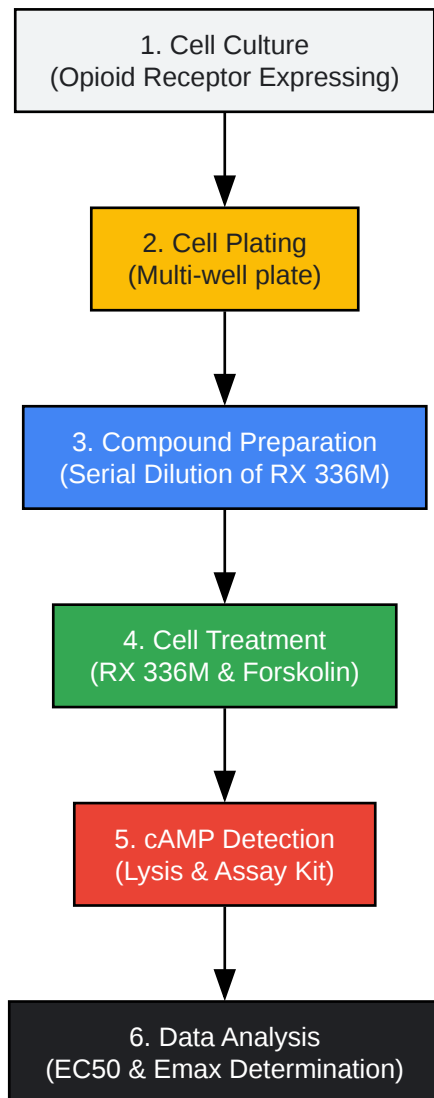 1. Cell Culture
(Opioid Receptor Expressing)
2. Cell Plating
(Multi-well plate)
3. Compound Preparation
(Serial Dilution of RX 336M)
4. Cell Treatment
(RX 336M & Forskolin)
5. cAMP Detection
(Lysis & Assay Kit)
6. Data Analysis
(EC50 & Emax Determination)